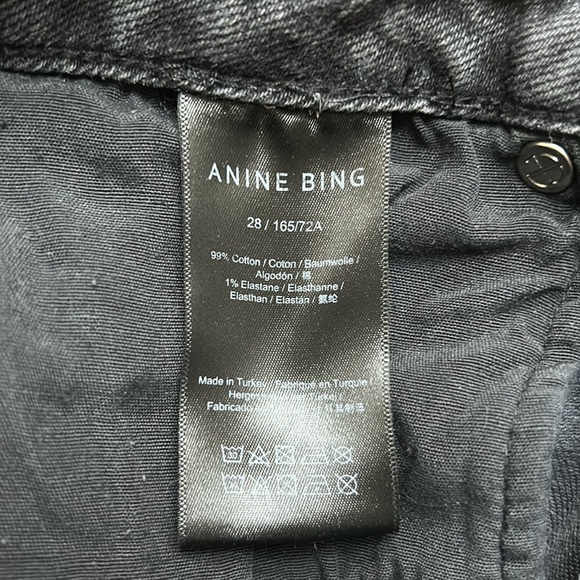 ANINE BING
28 / 165/72A
99% Cotton / Coton / Baumwolle /
Algodón / 棉
1% Elastane / Elasthanne /
Elasthan / Elastán / 氨纶
Made in Turkey / Fabriqué en Turquie /
Turkei /
Fabricado